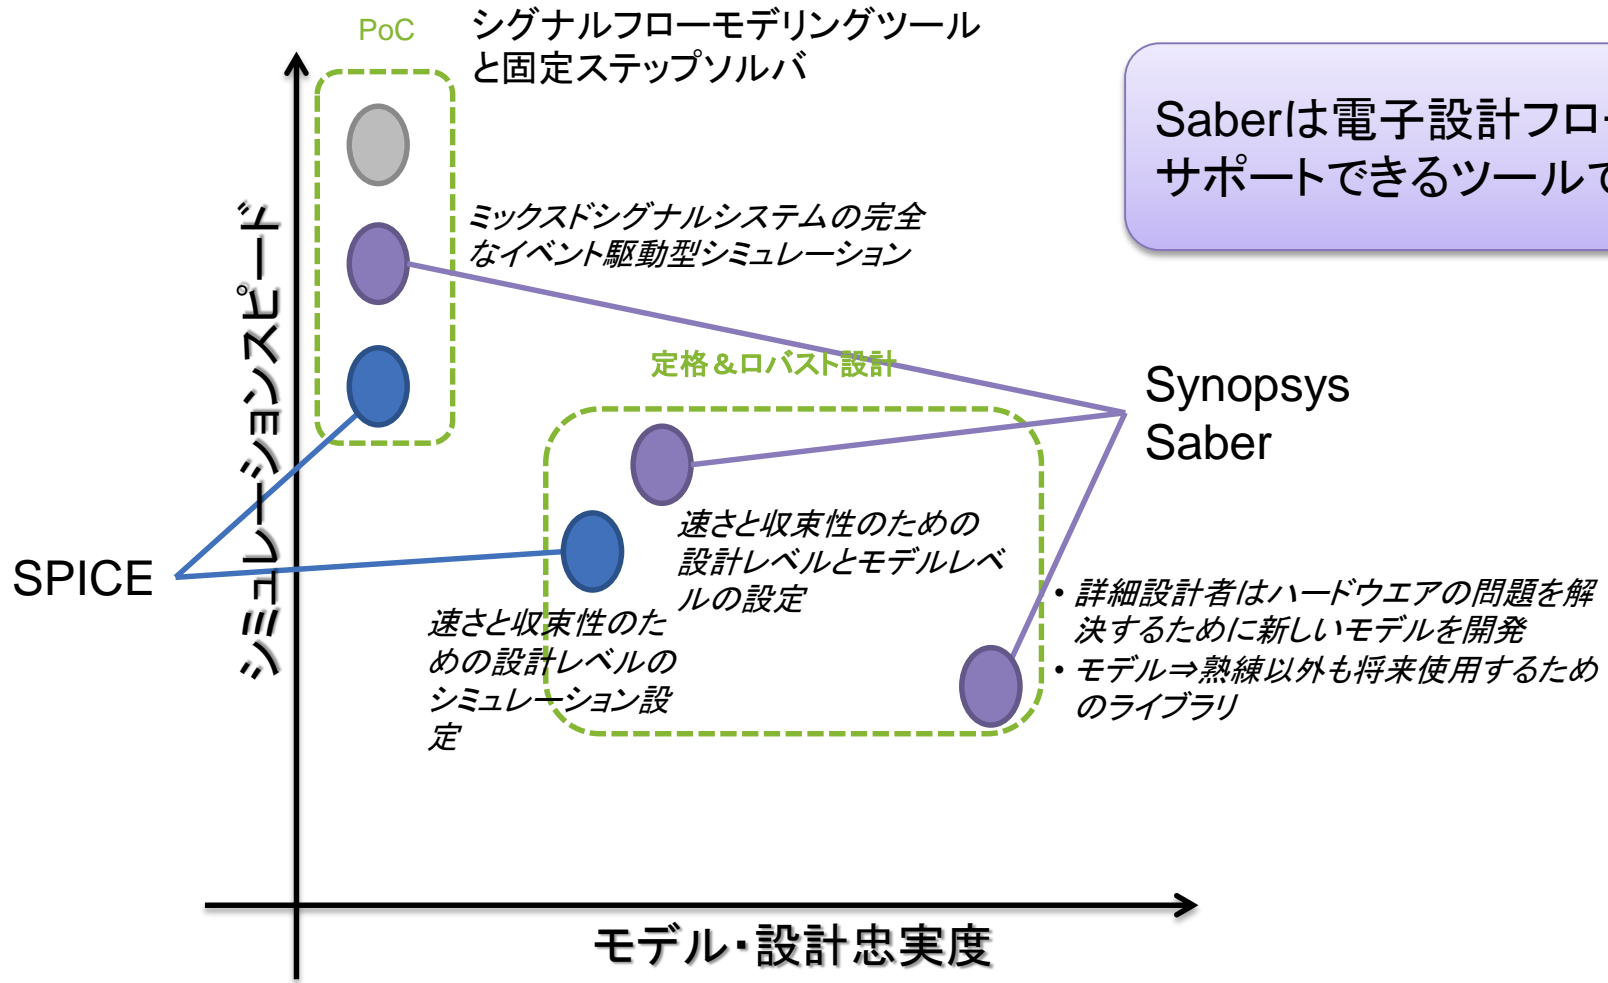 PoC
シグナルフローモデリングツール
と固定ステップソルバ
Saberは電子設計フロ
サポートできるツールで
ミックスドシグナルシステムの完全
なイベント駆動型シミュレーション
シミュレーションスピード
定格&ロバスト設計
Synopsys
Saber
SPICE
速さと収束性のための
設計レベルとモデルレベ
ルの設定
速さと収束性のた
めの設計レベルの
シミュレーション設
定
• 詳細設計者はハードウエアの問題を解
決するために新しいモデルを開発
• モデル⇒熟練以外も将来使用するため
のライブラリ
モデル・設計忠実度